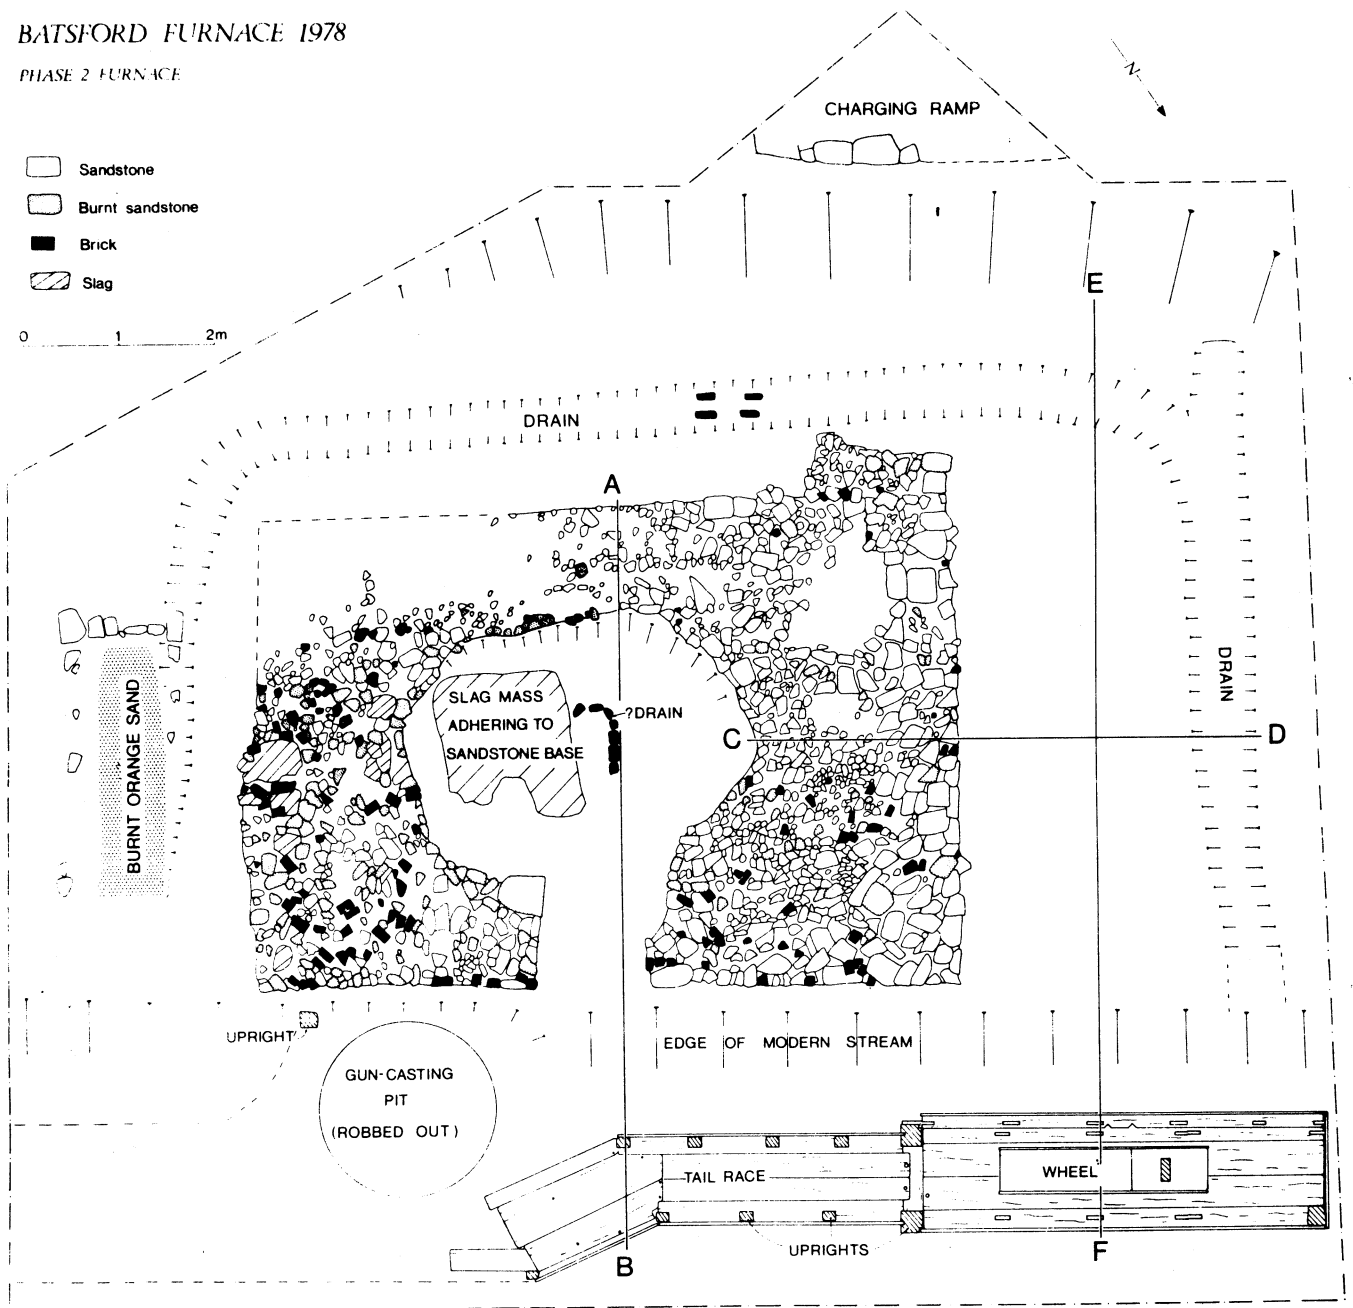 BATSFORD FURNACE 1978
PHASE 2 FURNACE
N
CHARGING RAMP
Sandstone
Burnt sandstone
Brick
Slag
0 1 2m
E
DRAIN
A
SLAG MASS
ADHERING TO
SANDSTONE BASE
?DRAIN
C
D
DRAIN
BURNT ORANGE SAND
UPRIGHT
EDGE OF MODERN STREAM
GUN-CASTING
PIT
(ROBBED OUT)
TAIL RACE
WHEEL
UPRIGHTS
B
F